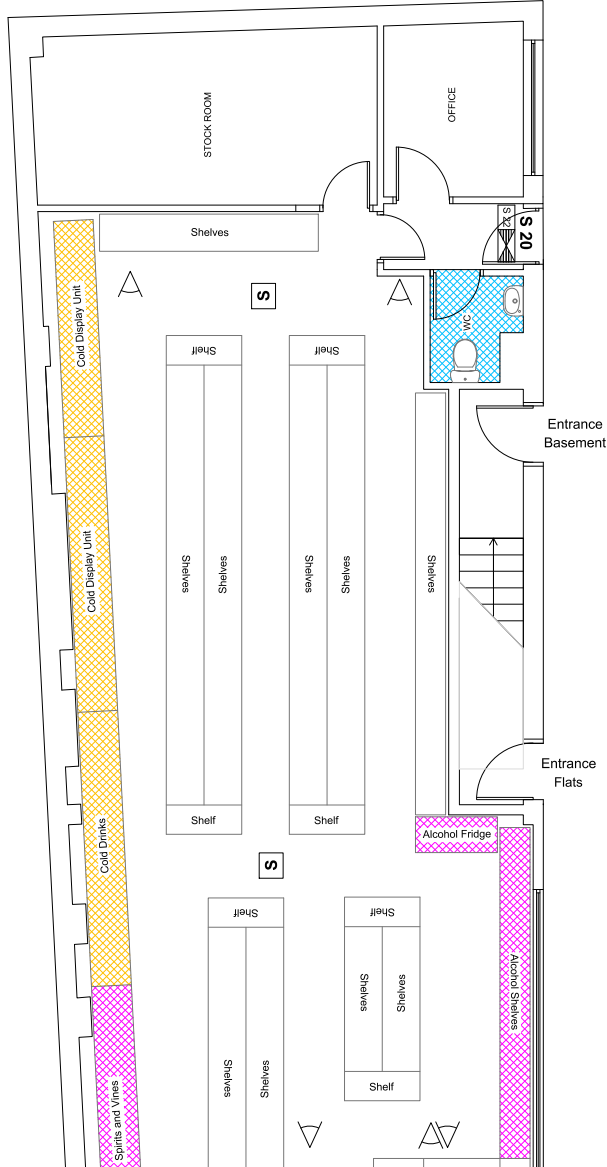 STOCK ROOM
OFFICE
S 22
S 20
Shelves
S
WC
Cold Display Unit
Shelf
Shelf
Entrance
Basement
Cold Display Unit
Shelves
Shelves
Shelves
Shelves
Shelves
Entrance
Flats
Shelf
Shelf
Cold Drinks
Alcohol Fridge
S
Shelf
Shelf
Shelves
Shelves
Alcohol Shelves
Shelves
Shelves
Shelf
Spirits and Vines